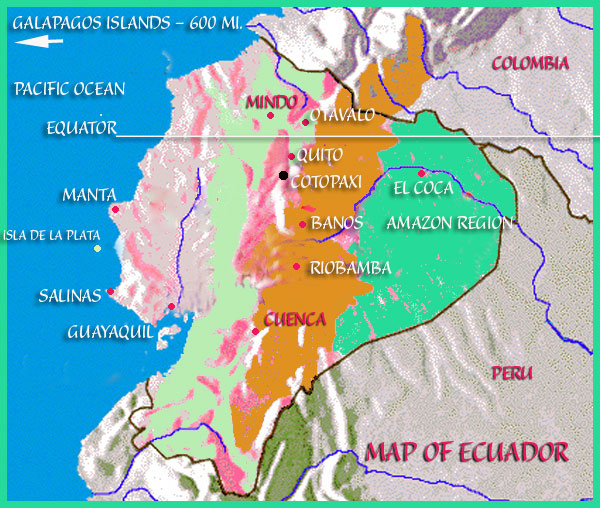 GALAPAGOS ISLANDS – 600 MI.
COLOMBIA
PACIFIC OCEAN
MINDO
OTAVALO
EQUATOR
QUITO
COTOPAXI
EL COCA
MANTA
BANOS
AMAZON REGION
ISLA DE LA PLATA
RIOBAMBA
SALINAS
GUAYAQUIL
CUENCA
PERU
MAP OF ECUADOR